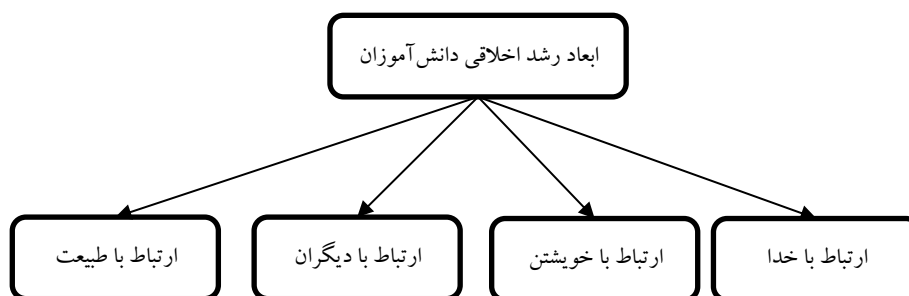 ابعاد رشد اخلاقی دانش‌آموزان
ارتباط با خدا
ارتباط با خویشتن
ارتباط با دیگران
ارتباط با طبیعت